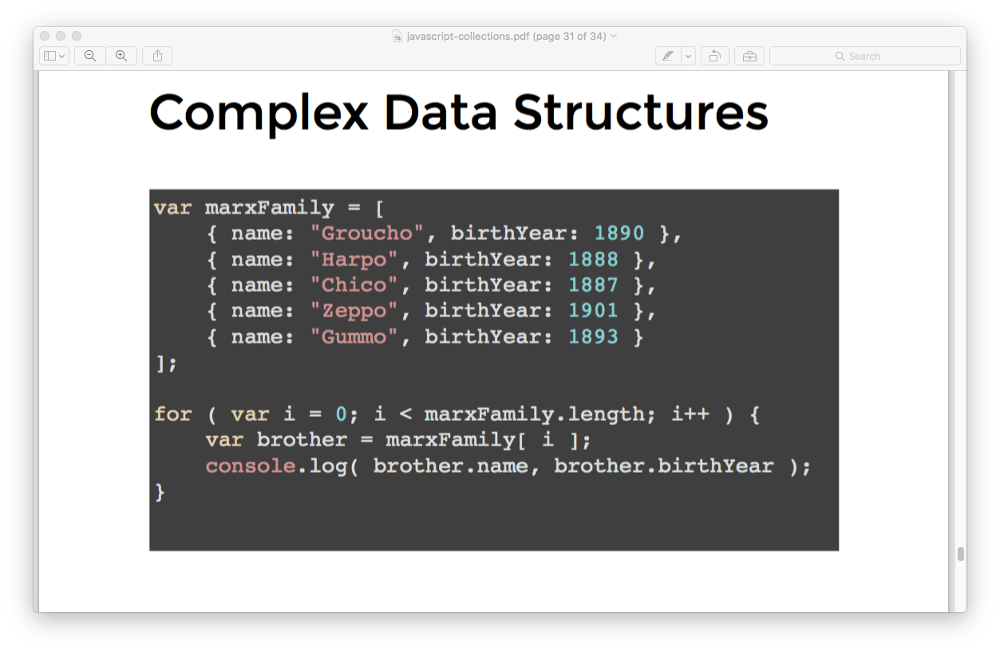 javascript-collections.pdf (page 31 of 34)
Search
Complex Data Structures
var marxFamily = [
    { name: "Groucho", birthYear: 1890 },
    { name: "Harpo", birthYear: 1888 },
    { name: "Chico", birthYear: 1887 },
    { name: "Zeppo", birthYear: 1901 },
    { name: "Gummo", birthYear: 1893 }
];
for ( var i = 0; i < marxFamily.length; i++ ) {
    var brother = marxFamily[ i ];
    console.log( brother.name, brother.birthYear );
}